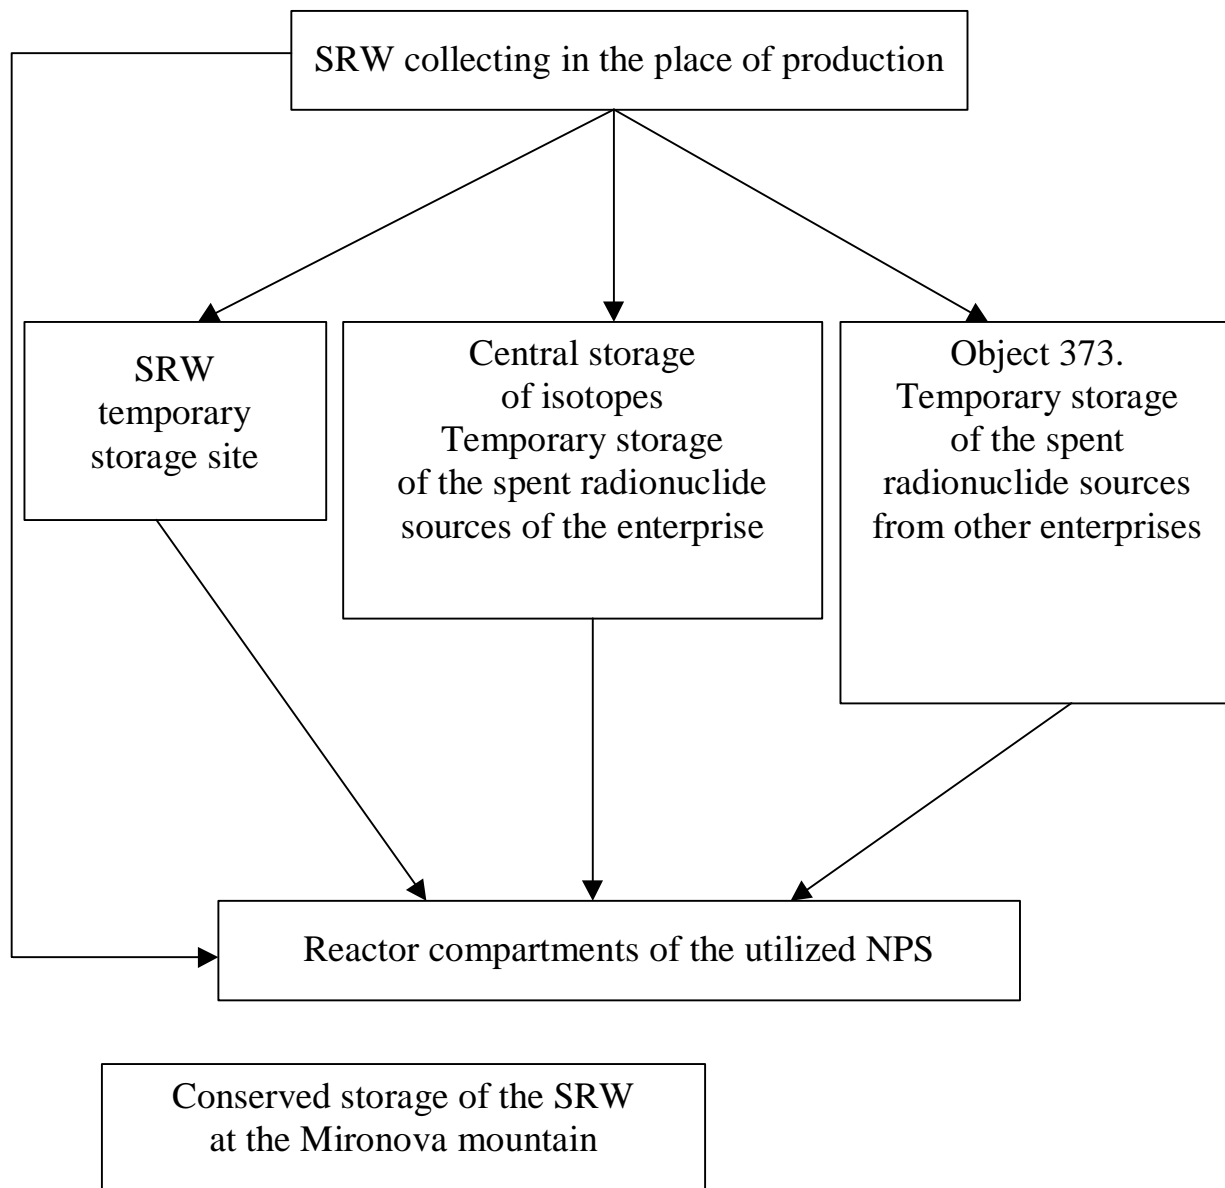 SRW collecting in the place of production
SRW
temporary
storage site
Central storage
of isotopes
Temporary storage
of the spent radionuclide
sources of the enterprise
Object 373.
Temporary storage
of the spent
radionuclide sources
from other enterprises
Reactor compartments of the utilized NPS
Conserved storage of the SRW
at the Mironova mountain